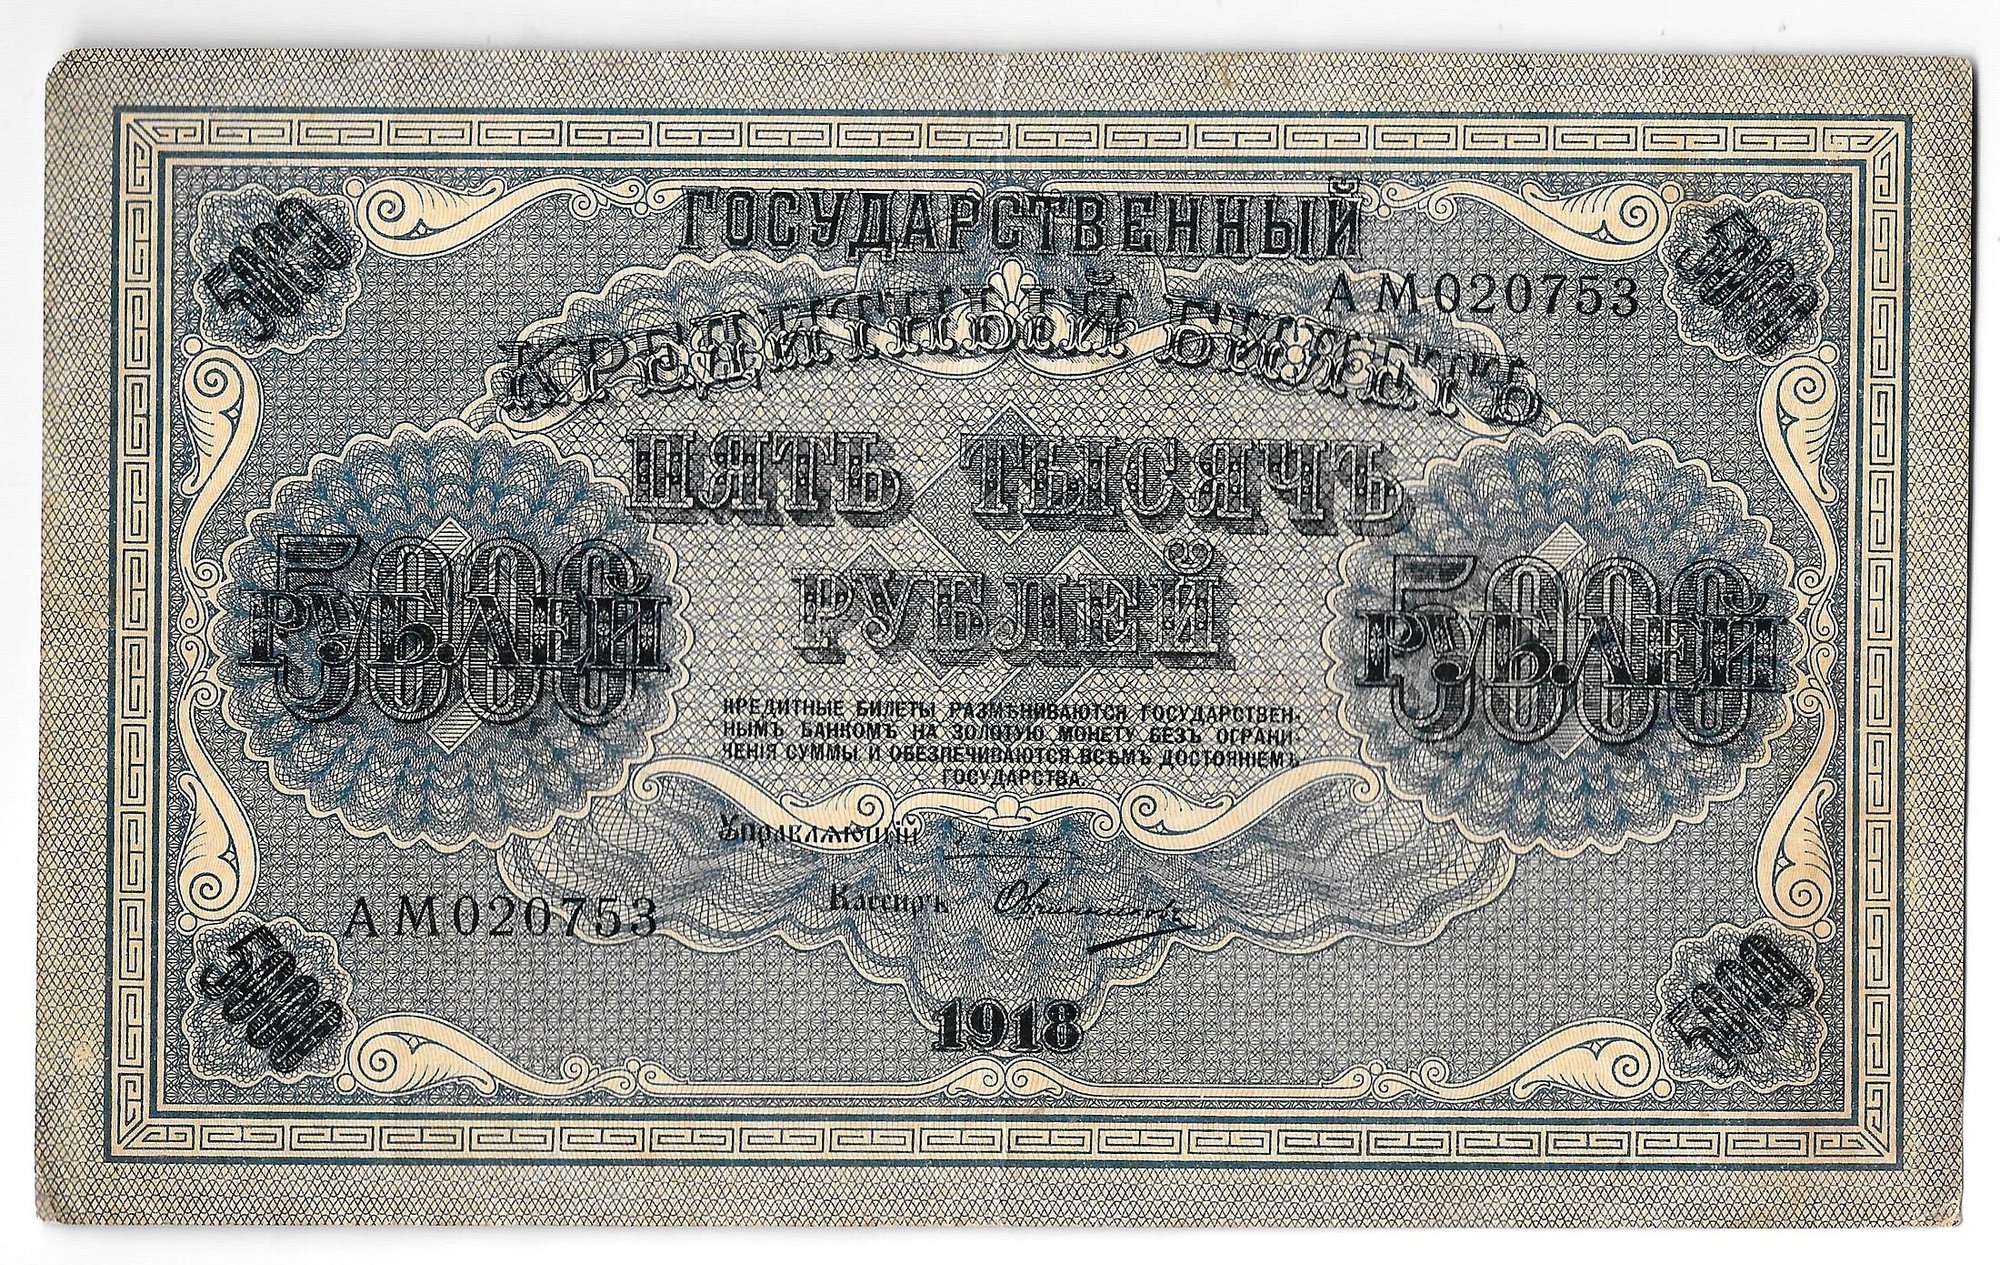 5000
ГОСУДАРСТВЕННЫЙ
5000
АМ020753
КРЕДИТНЫЙ БИЛЕТЪ
ПЯТЬ ТЫСЯЧЪ
РУБЛЕЙ
5000
РУБЛЕЙ
5000
РУБЛЕЙ
КРЕДИТНЫЕ БИЛЕТЫ РАЗМѢНИВАЮТСЯ ГОСУДАРСТВЕН-
НЫМЪ БАНКОМЪ НА ЗОЛОТУЮ МОНЕТУ БЕЗЪ ОГРАНИ-
ЧЕНІЯ СУММЫ И ОБЕЗПЕЧИВАЮТСЯ ВСѢМЪ ДОСТОЯНІЕМЪ
ГОСУДАРСТВА.
Управляющій
Кассиръ Овчинниковъ
АМ020753
5000
1918
5000